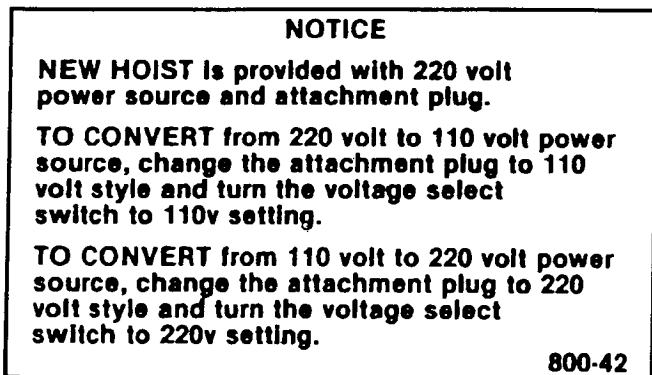 NOTICE
NEW HOIST is provided with 220 volt
power source and attachment plug.
TO CONVERT from 220 volt to 110 volt power
source, change the attachment plug to 110
volt style and turn the voltage select
switch to 110v setting.
TO CONVERT from 110 volt to 220 volt power
source, change the attachment plug to 220
volt style and turn the voltage select
switch to 220v setting.
800-42